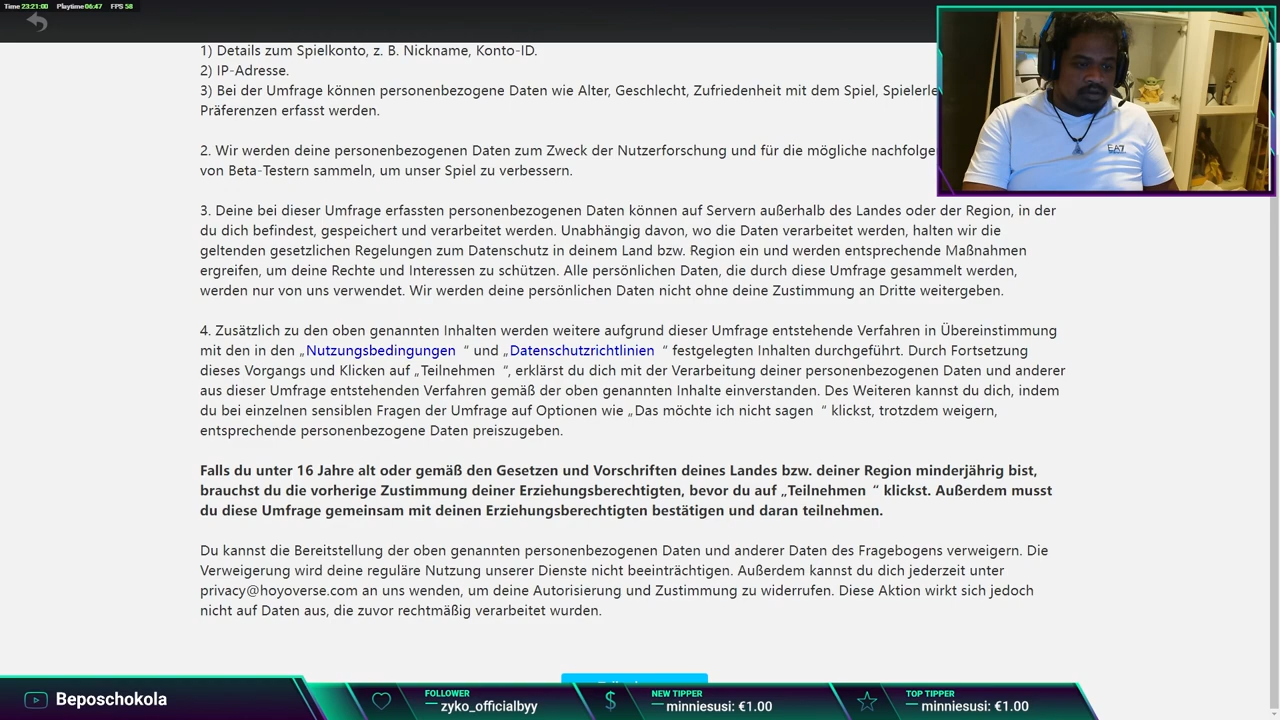 Time 23:21:00 Playtime 06:47 FPS 58
1) Details zum Spielkonto, z. B. Nickname, Konto-ID.
2) IP-Adresse.
3) Bei der Umfrage können personenbezogene Daten wie Alter, Geschlecht, Zufriedenheit mit dem Spiel, Spielerle
Präferenzen erfasst werden.
2. Wir werden deine personenbezogenen Daten zum Zweck der Nutzerforschung und für die mögliche nachfolge
von Beta-Testern sammeln, um unser Spiel zu verbessern.
EA7
3. Deine bei dieser Umfrage erfassten personenbezogenen Daten können auf Servern außerhalb des Landes oder der Region, in der
du dich befindest, gespeichert und verarbeitet werden. Unabhängig davon, wo die Daten verarbeitet werden, halten wir die
geltenden gesetzlichen Regelungen zum Datenschutz in deinem Land bzw. Region ein und werden entsprechende Maßnahmen
ergreifen, um deine Rechte und Interessen zu schützen. Alle persönlichen Daten, die durch diese Umfrage gesammelt werden,
werden nur von uns verwendet. Wir werden deine persönlichen Daten nicht ohne deine Zustimmung an Dritte weitergeben.
4. Zusätzlich zu den oben genannten Inhalten werden weitere aufgrund dieser Umfrage entstehende Verfahren in Übereinstimmung
mit den in den „Nutzungsbedingungen “ und „Datenschutzrichtlinien “ festgelegten Inhalten durchgeführt. Durch Fortsetzung
dieses Vorgangs und Klicken auf „Teilnehmen “, erklärst du dich mit der Verarbeitung deiner personenbezogenen Daten und anderer
aus dieser Umfrage entstehenden Verfahren gemäß der oben genannten Inhalte einverstanden. Des Weiteren kannst du dich, indem
du bei einzelnen sensiblen Fragen der Umfrage auf Optionen wie „Das möchte ich nicht sagen “ klickst, trotzdem weigern,
entsprechende personenbezogene Daten preiszugeben.
Falls du unter 16 Jahre alt oder gemäß den Gesetzen und Vorschriften deines Landes bzw. deiner Region minderjährig bist,
brauchst du die vorherige Zustimmung deiner Erziehungsberechtigten, bevor du auf „Teilnehmen “ klickst. Außerdem musst
du diese Umfrage gemeinsam mit deinen Erziehungsberechtigten bestätigen und daran teilnehmen.
Du kannst die Bereitstellung der oben genannten personenbezogenen Daten und anderer Daten des Fragebogens verweigern. Die
Verweigerung wird deine reguläre Nutzung unserer Dienste nicht beeinträchtigen. Außerdem kannst du dich jederzeit unter
privacy@hoyoverse.com an uns wenden, um deine Autorisierung und Zustimmung zu widerrufen. Diese Aktion wirkt sich jedoch
nicht auf Daten aus, die zuvor rechtmäßig verarbeitet wurden.
Beposchokola
FOLLOWER
zyko_officialbyy
NEW TIPPER
minniesusi: €1.00
TOP TIPPER
minniesusi: €1.00